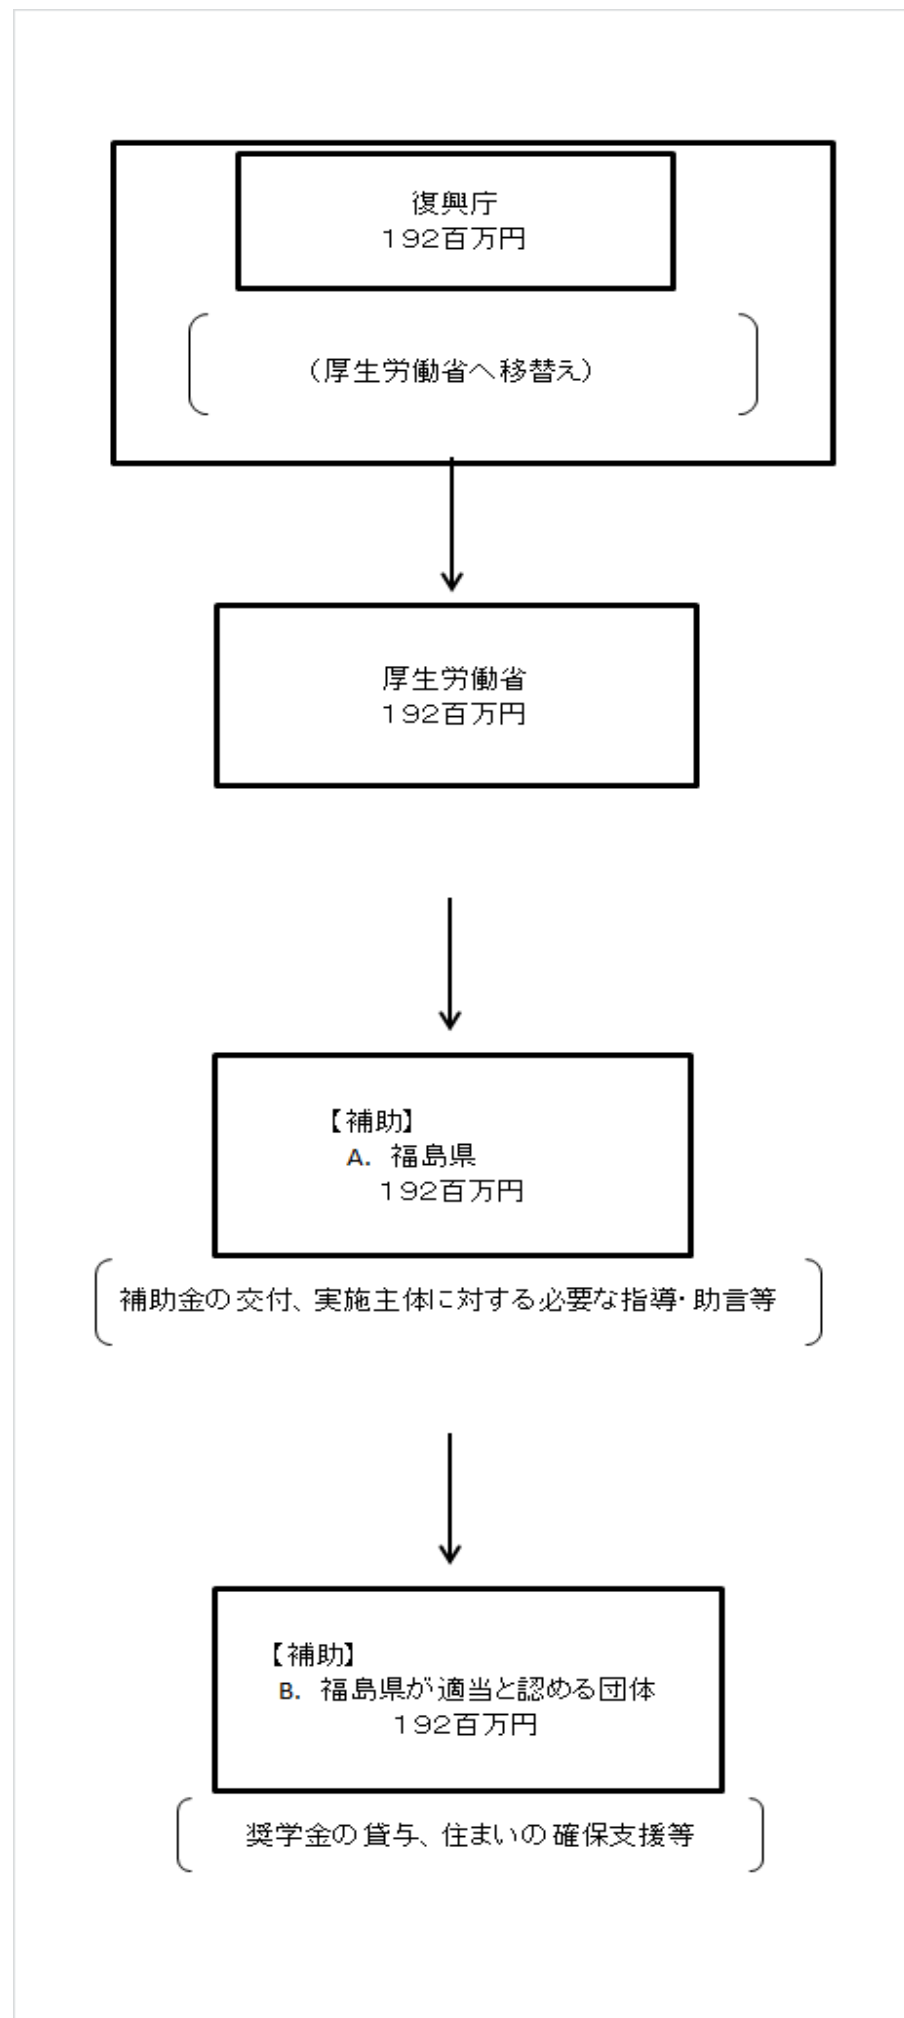 復興庁
192百万円
(厚生労働省へ移替え)
厚生労働省
192百万円
【補助】
A. 福島県
192百万円
補助金の交付、実施主体に対する必要な指導・助言等
【補助】
B. 福島県が適当と認める団体
192百万円
奨学金の貸与、住まいの確保支援等